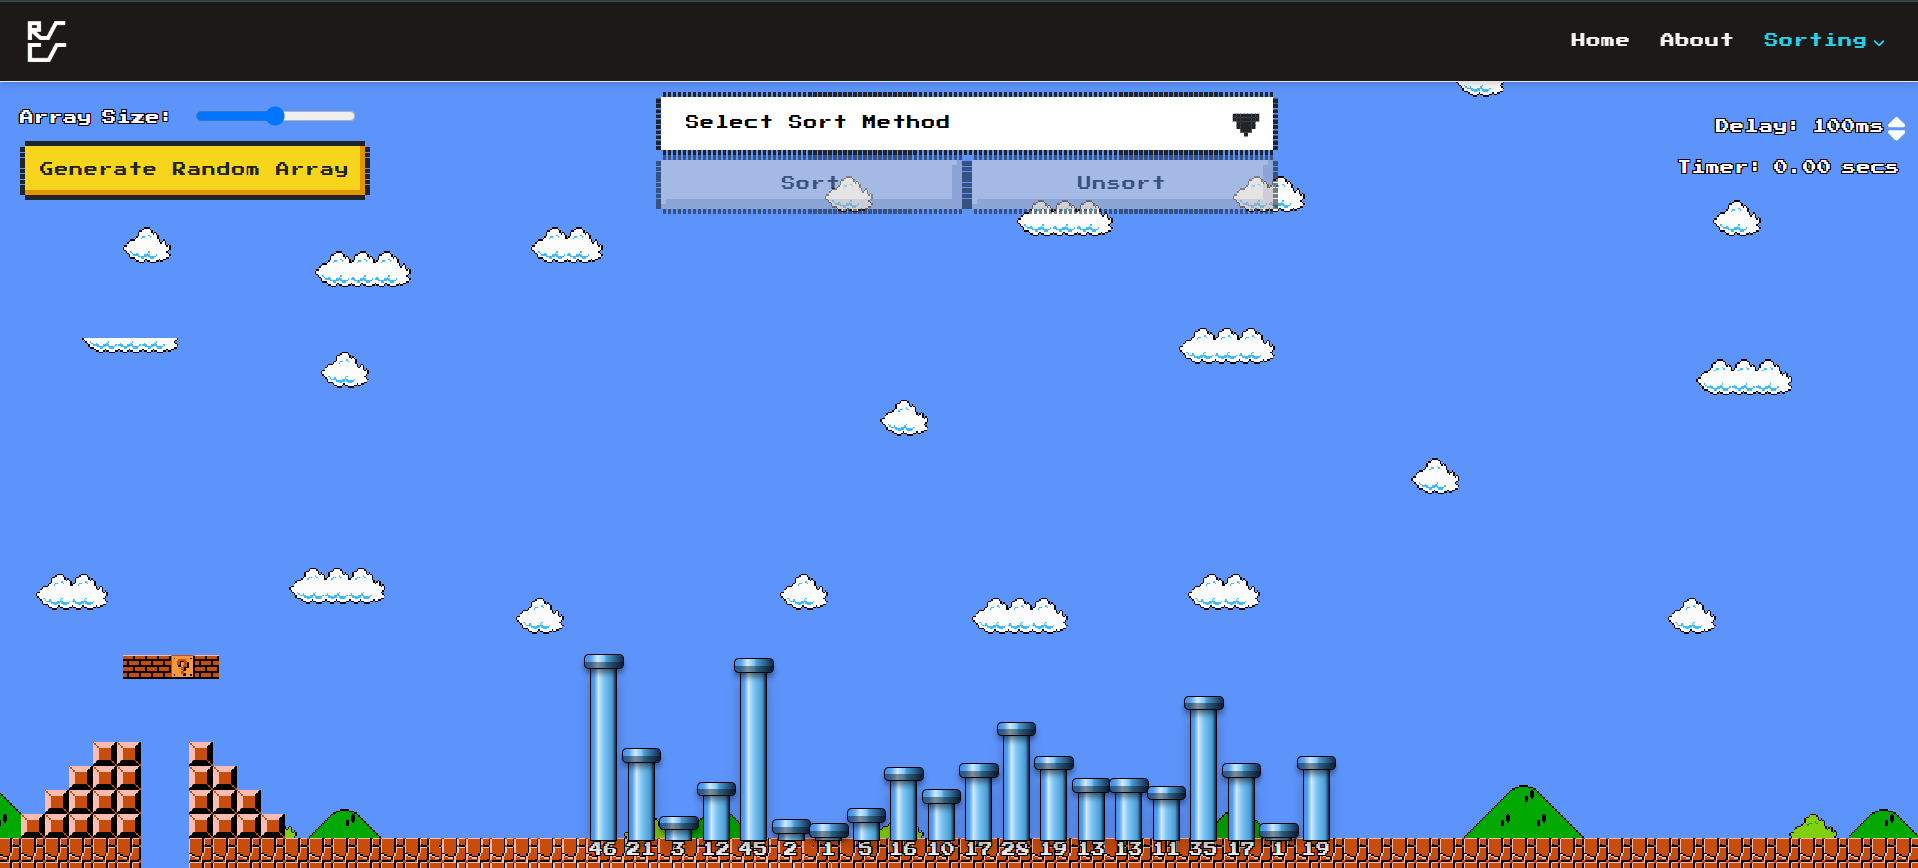 Home About Sorting
Array Size:
Generate Random Array
Select Sort Method
Sort Unsort
Delay: 100ms
Timer: 0.00 secs
?
46 21 3 12 45 2 1 5 16 10 17 28 19 13 13 11 35 17 1 19